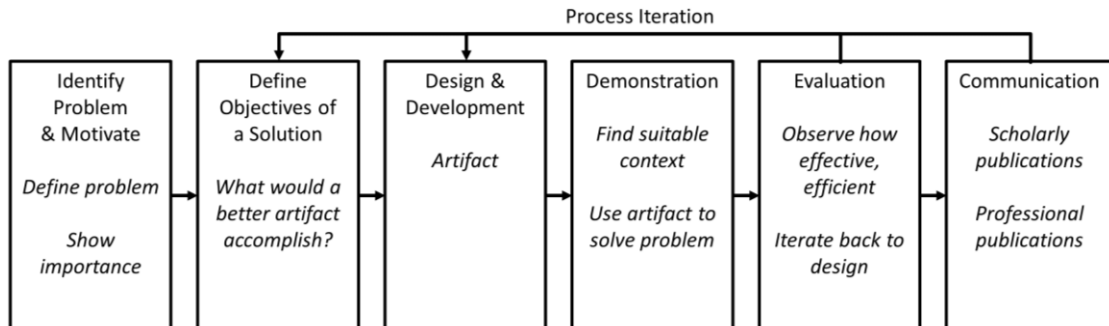 Process Iteration
Identify
Problem
& Motivate
Define problem
Show
importance
Define
Objectives of
a Solution
What would a
better artifact
accomplish?
Design &
Development
Artifact
Demonstration
Find suitable
context
Use artifact to
solve problem
Evaluation
Observe how
effective,
efficient
Iterate back to
design
Communication
Scholarly
publications
Professional
publications